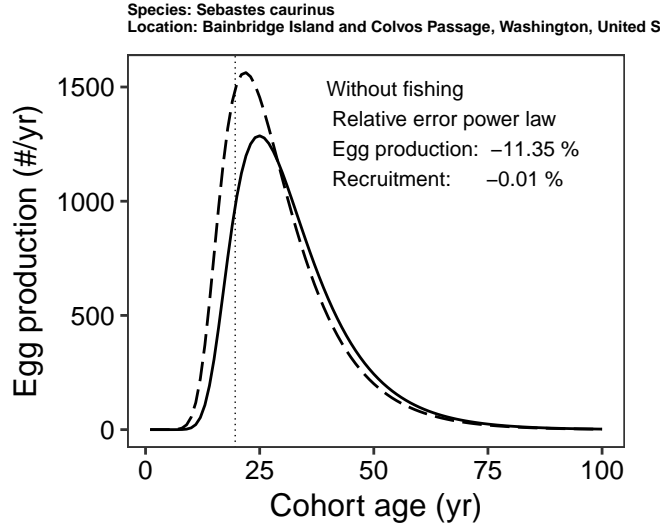 Species: Sebastes caurinus
Location: Bainbridge Island and Colvos Passage, Washington, United S
Without fishing
Relative error power law
Egg production: −11.35 %
Recruitment: −0.01 %
Egg production (#/yr)
1500
1000
500
0
0 25 50 75 100
Cohort age (yr)